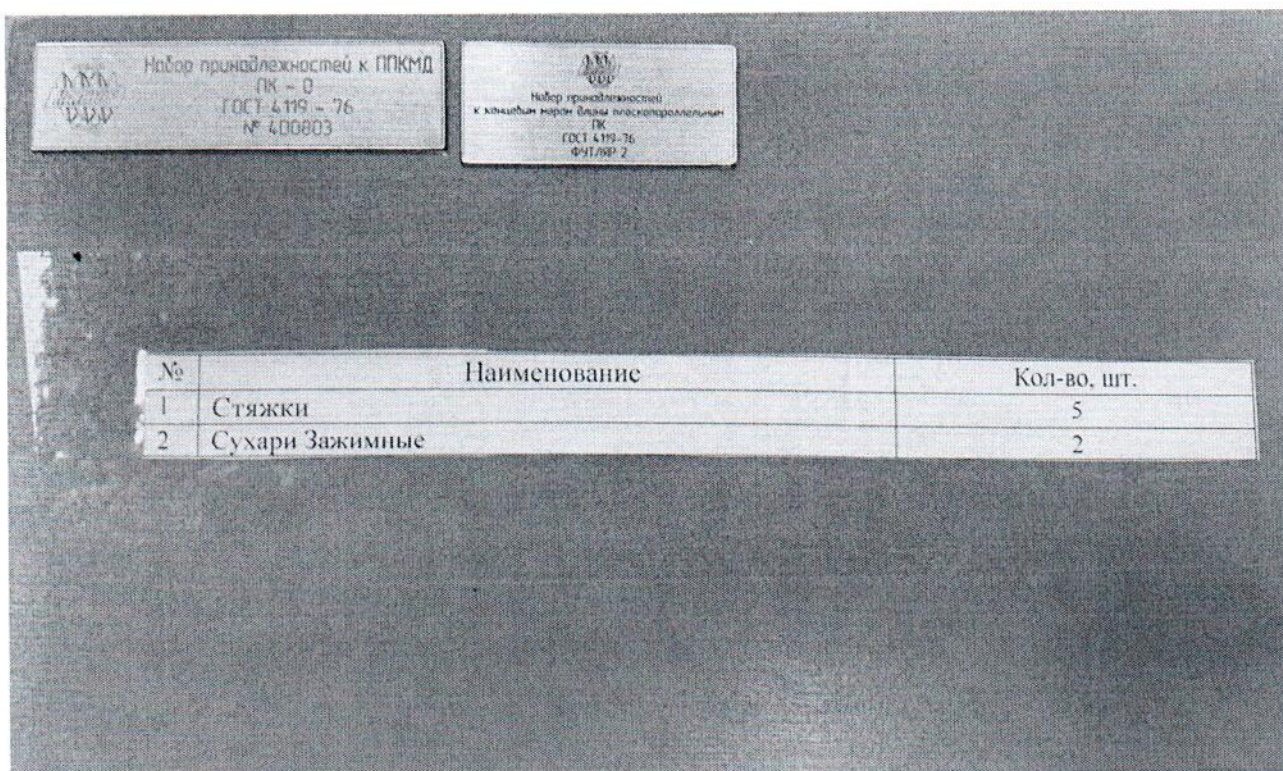 Набор принадлежностей к ППКМД
ПК - 0
ГОСТ 4119 - 76
№ 4D0803
Набор принадлежностей
к концевым мерам длины плоскопараллельным
ПК
ГОСТ 4119-76
ФУТЛЯР 2
№ Наименование Кол-во, шт.
1 Стяжки 5
2 Сухари Зажимные 2